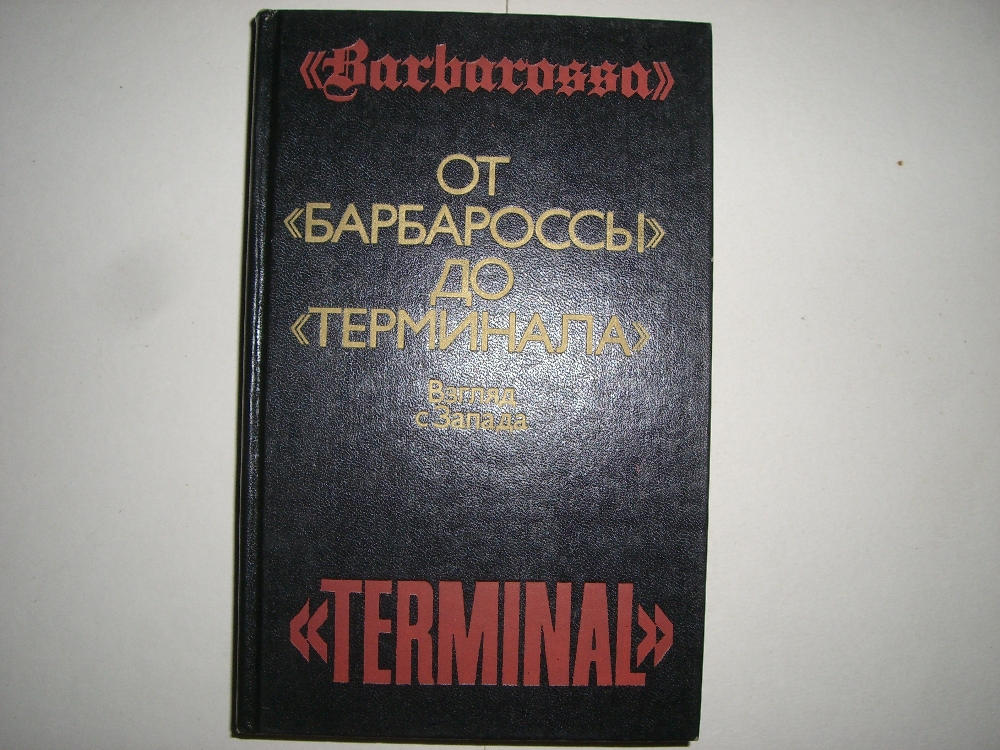 «Barbarossa»
ОТ
«БАРБАРОССЫ»
ДО
«ТЕРМИНАЛА»
Взгляд
с Запада
«TERMINAL»